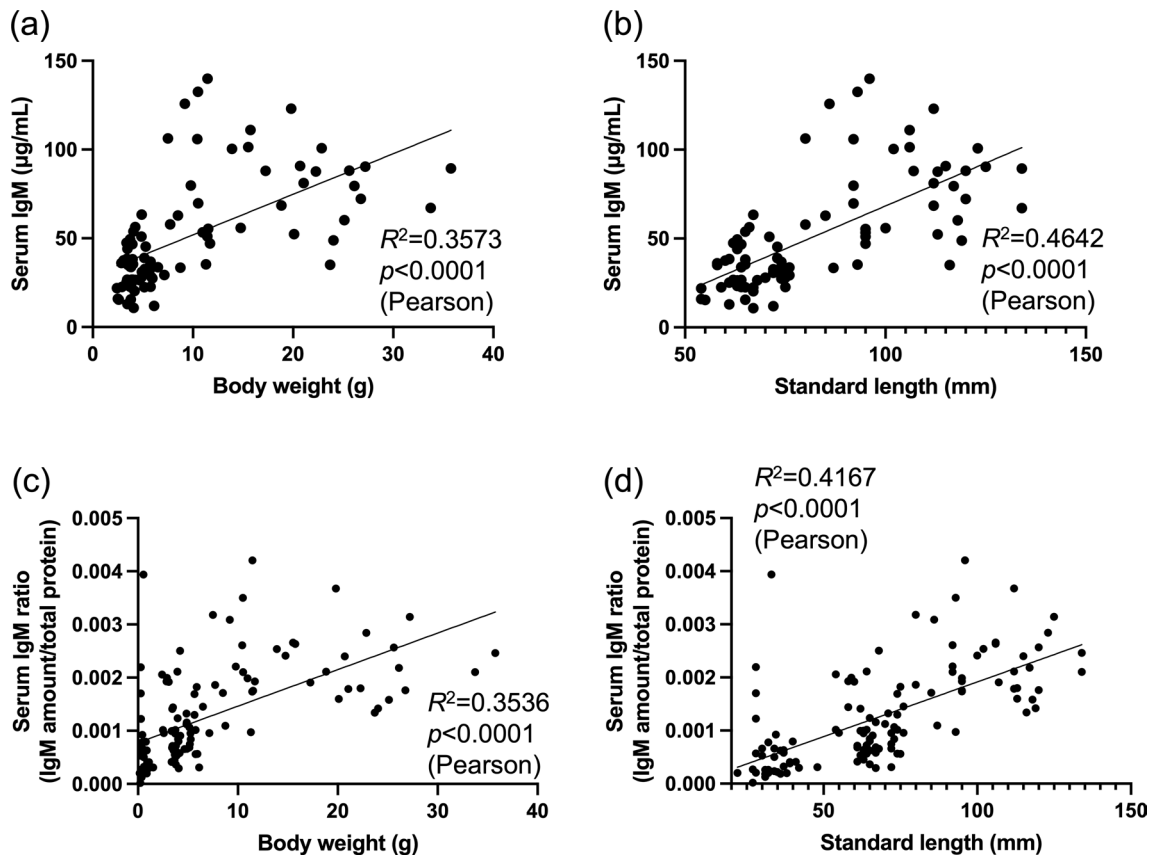 (a)
150
100
50
0
Serum IgM (µg/mL)
R²=0.3573
p<0.0001
(Pearson)
0 10 20 30 40
Body weight (g)
(b)
150
100
50
0
Serum IgM (µg/mL)
R²=0.4642
p<0.0001
(Pearson)
50 100 150
Standard length (mm)
(c)
0.005
0.004
0.003
0.002
0.001
0.000
Serum IgM ratio
(IgM amount/total protein)
R²=0.3536
p<0.0001
(Pearson)
0 10 20 30 40
Body weight (g)
(d)
R²=0.4167
p<0.0001
(Pearson)
0.005
0.004
0.003
0.002
0.001
0.000
Serum IgM ratio
(IgM amount/total protein)
50 100 150
Standard length (mm)